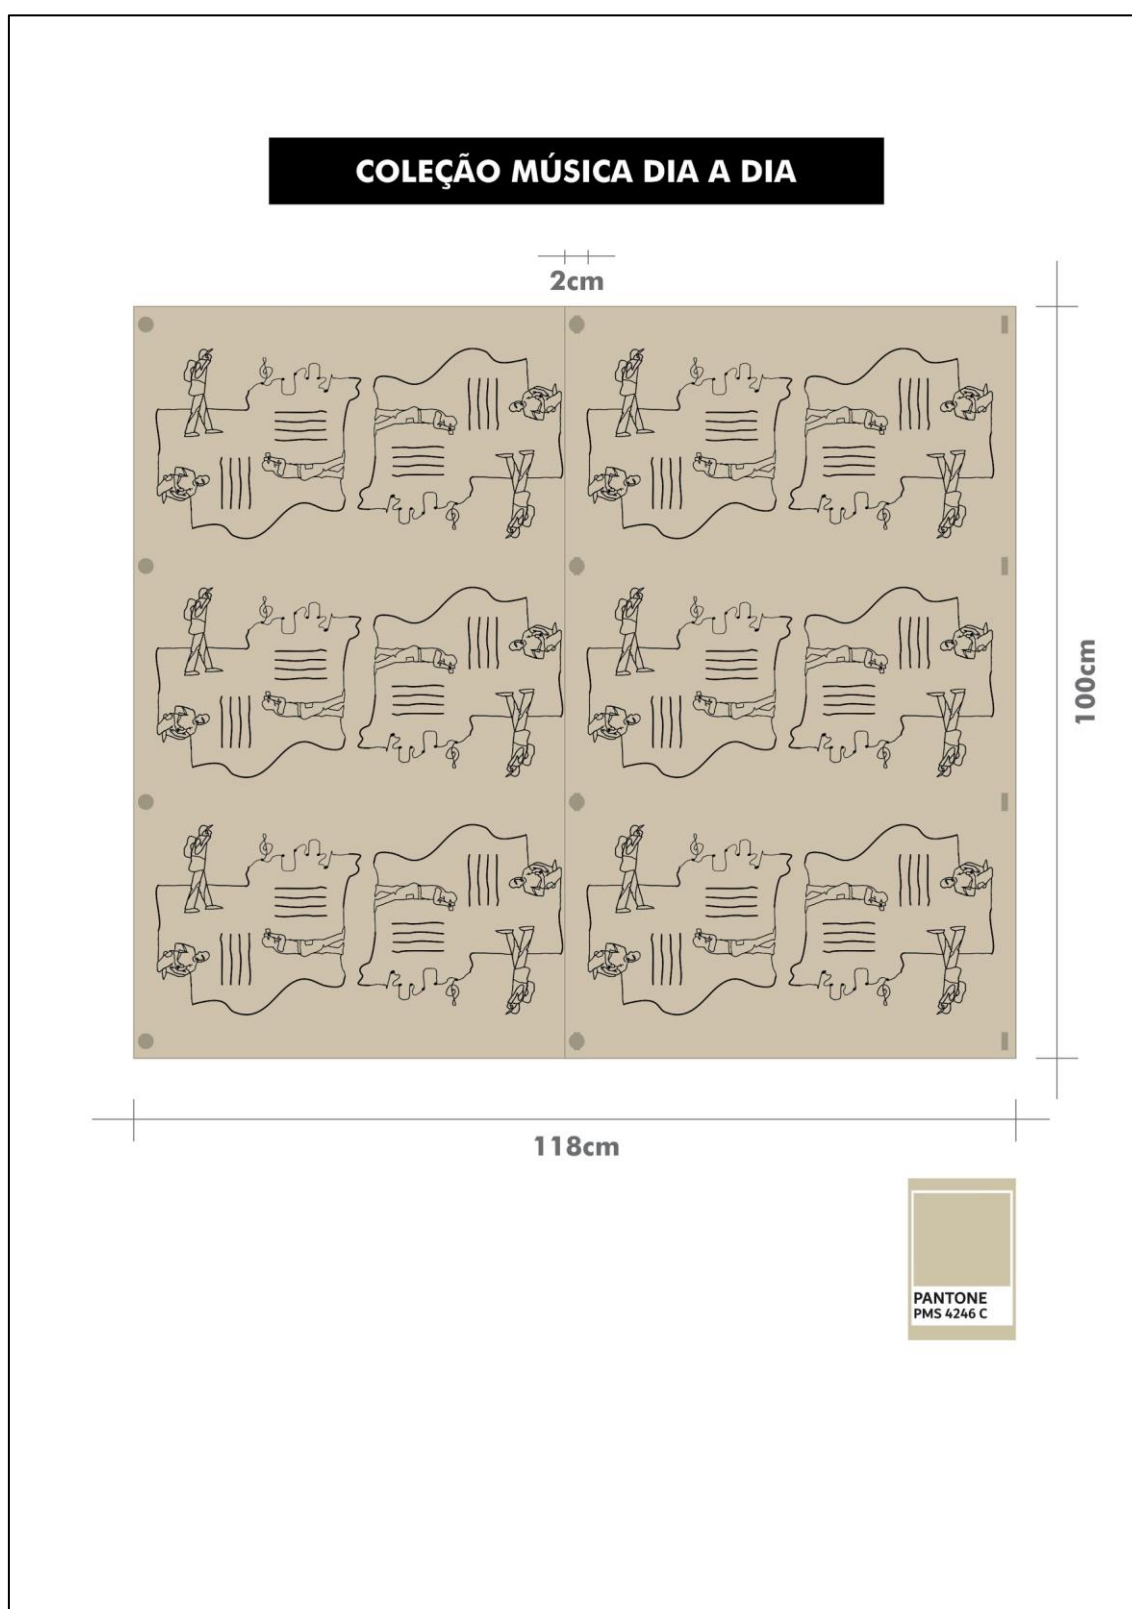 COLEÇÃO MÚSICA DIA A DIA
2cm
100cm
118cm
PANTONE
PMS 4246 C